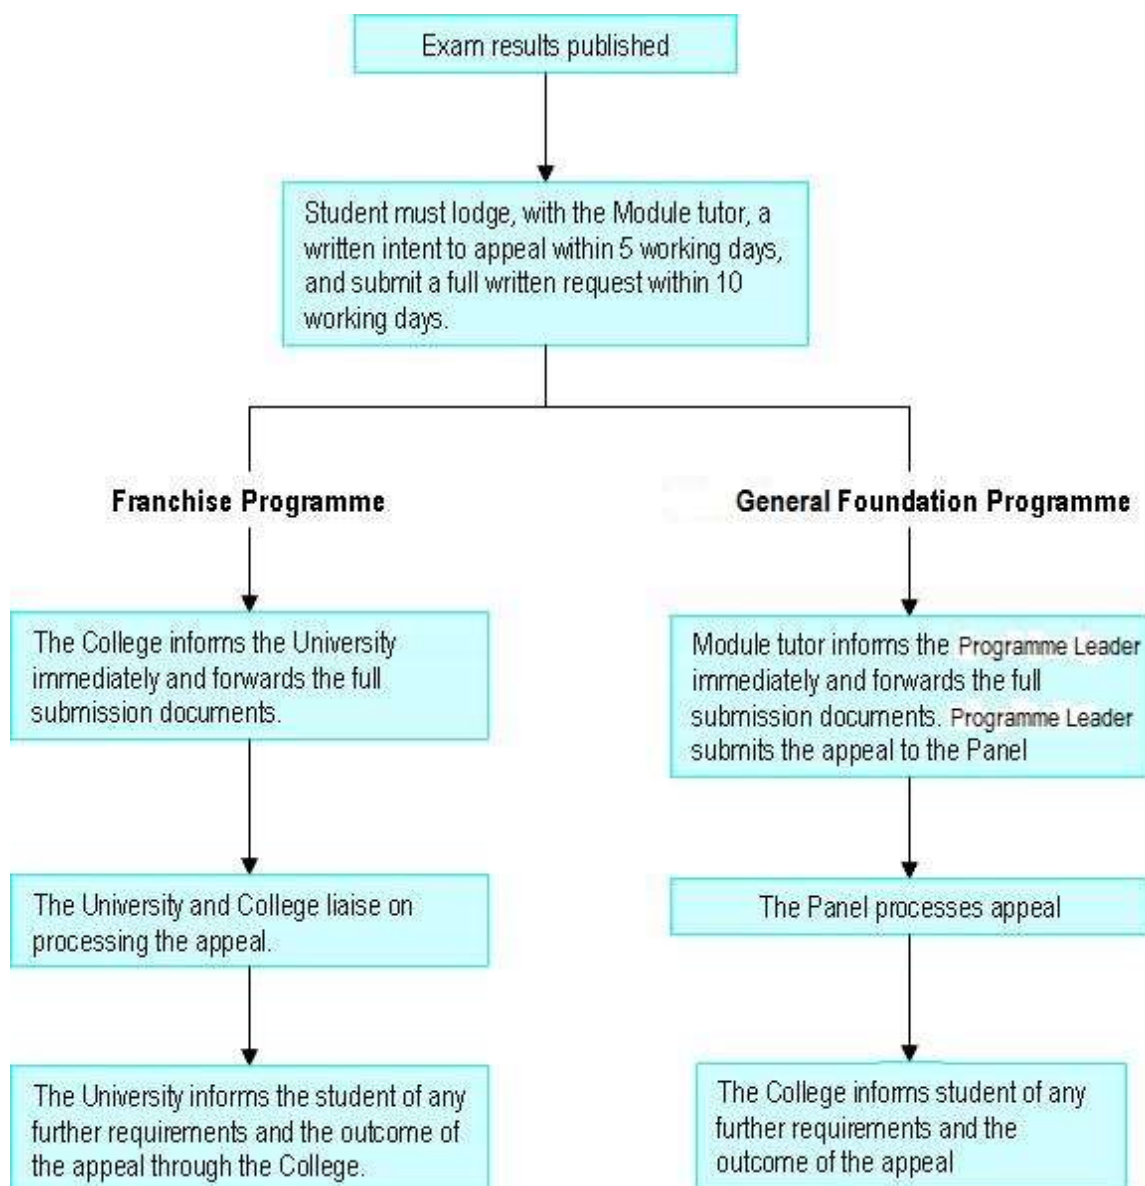 Exam results published
Student must lodge, with the Module tutor, a
written intent to appeal within 5 working days,
and submit a full written request within 10
working days.
Franchise Programme
The College informs the University
immediately and forwards the full
submission documents.
The University and College liaise on
processing the appeal.
The University informs the student of any
further requirements and the outcome of
the appeal through the College.
General Foundation Programme
Module tutor informs the Programme Leader
immediately and forwards the full
submission documents. Programme Leader
submits the appeal to the Panel
The Panel processes appeal
The College informs student of any
further requirements and the
outcome of the appeal